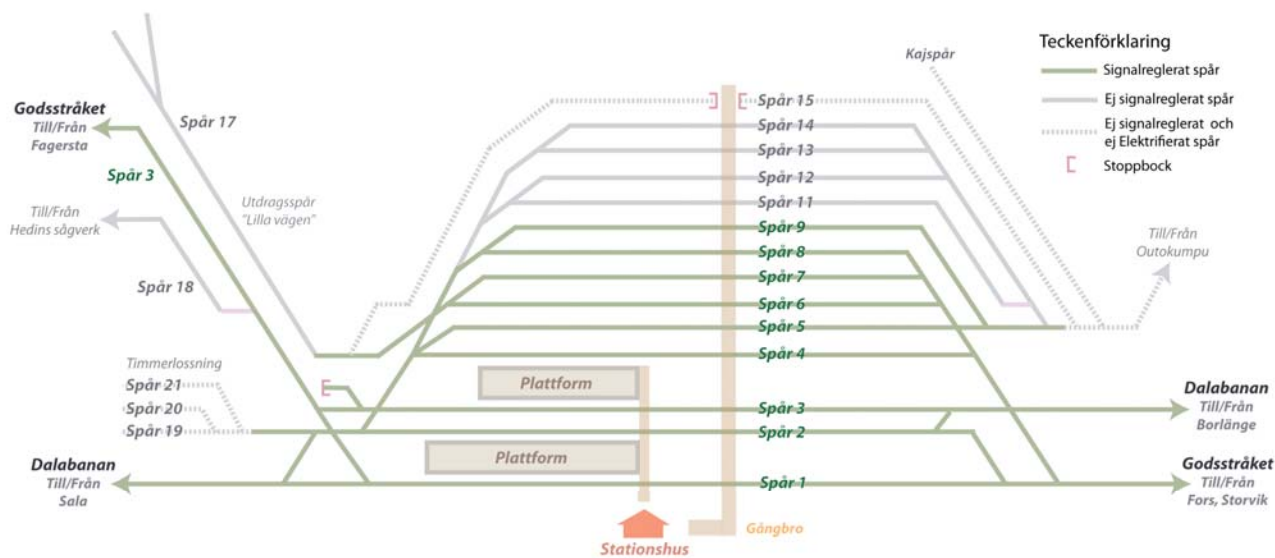 Teckenförklaring
Signalreglerat spår
Ej signalreglerat spår
Ej signalreglerat och
ej Elektrifierat spår
Stoppbock
Kajspår
Godsstråket
Till/Från
Fagersta
Spår 17
Spår 3
Utdragsspår
"Lilla vägen"
Till/Från
Hedins sågverk
Spår 18
Spår 15
Spår 14
Spår 13
Spår 12
Spår 11
Spår 9
Spår 8
Spår 7
Spår 6
Spår 5
Spår 4
Till/Från
Outokumpu
Timmerlossning
Spår 21
Spår 20
Spår 19
Plattform
Spår 3
Spår 2
Plattform
Spår 1
Dalabanan
Till/Från
Sala
Dalabanan
Till/Från
Borlänge
Godsstråket
Till/Från
Fors, Storvik
Gångbro
Stationshus